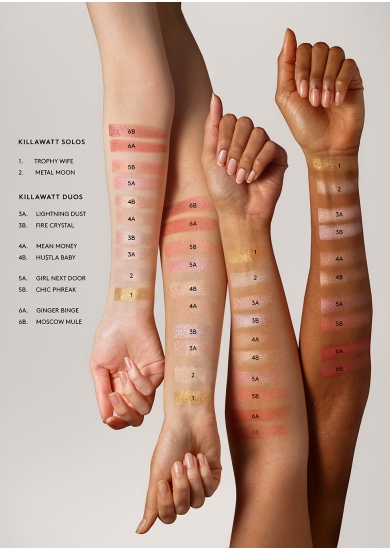 KILLAWATT SOLOS
1. TROPHY WIFE
2. METAL MOON
KILLAWATT DUOS
3A. LIGHTNING DUST
3B. FIRE CRYSTAL
4A. MEAN MONEY
4B. HU$TLA BABY
5A. GIRL NEXT DOOR
5B. CHIC PHREAK
6A. GINGER BINGE
6B. MOSCOW MULE
6B
6A
5B
5A
4B
4A
3B
3A
2
1
6B
6A
5B
5A
4B
4A
3B
3A
2
1
1
2
3A
3B
4A
4B
5A
5B
6A
6B
1
2
3A
3B
4A
4B
5A
5B
6A
6B